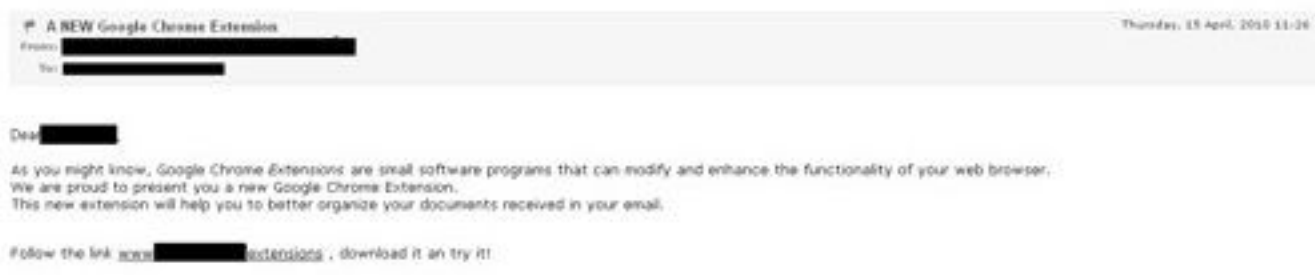 A NEW Google Chrome Extension
Thursday, 15 April, 2010 11:26
From:
To:
Dear ,
As you might know, Google Chrome Extensions are small software programs that can modify and enhance the functionality of your web browser.
We are proud to present you a new Google Chrome Extension.
This new extension will help you to better organize your documents received in your email.
Follow the link www extensions , download it an try it!